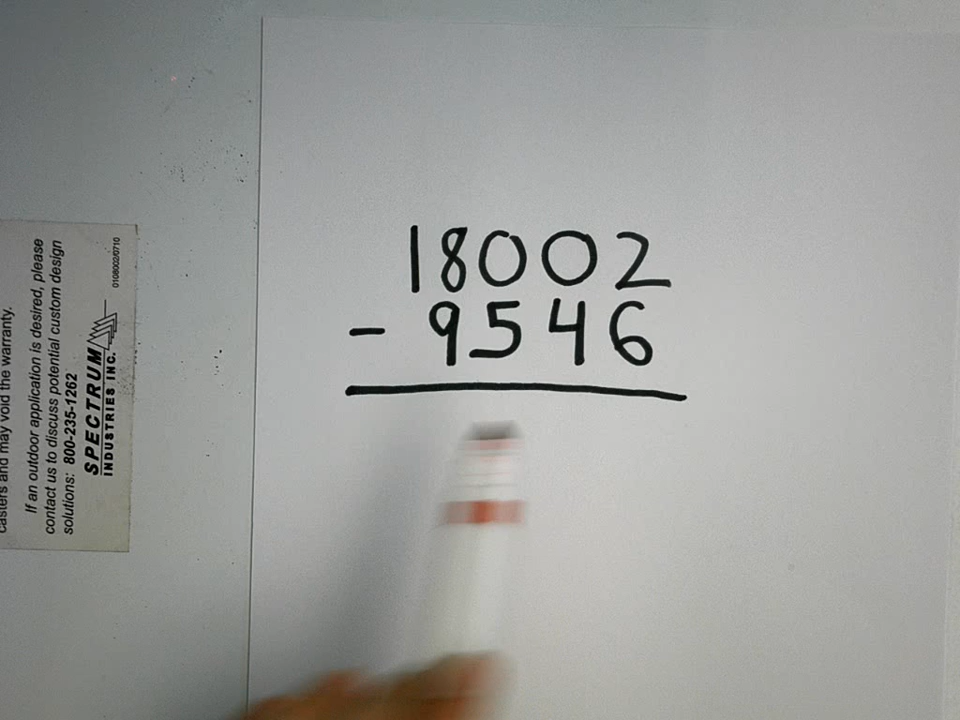 18002
- 9546
casters and may void the warranty.
If an outdoor application is desired, please
contact us to discuss potential custom design
solutions: 800-235-1262
SPECTRUM
INDUSTRIES INC.